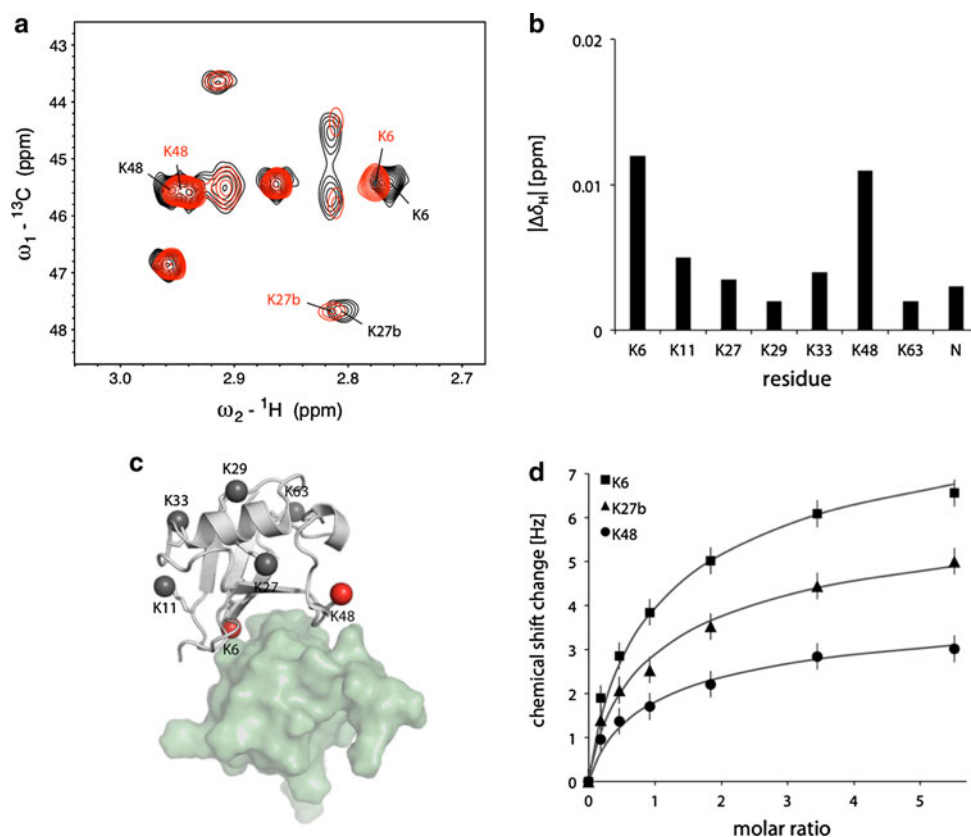 a
43
44
45
46
47
48
ω1 - 13C (ppm)
K48
K48
K6
K6
K27b
K27b
3.0
2.9
2.8
2.7
ω2 - 1H (ppm)
b
0.02
0.01
0
|ΔδH| [ppm]
K6 K11 K27 K29 K33 K48 K63 N
residue
c
K29
K33
K63
K11
K27
K48
K6
d
K6
K27b
K48
7
6
5
4
3
2
1
0
chemical shift change [Hz]
0 1 2 3 4 5
molar ratio